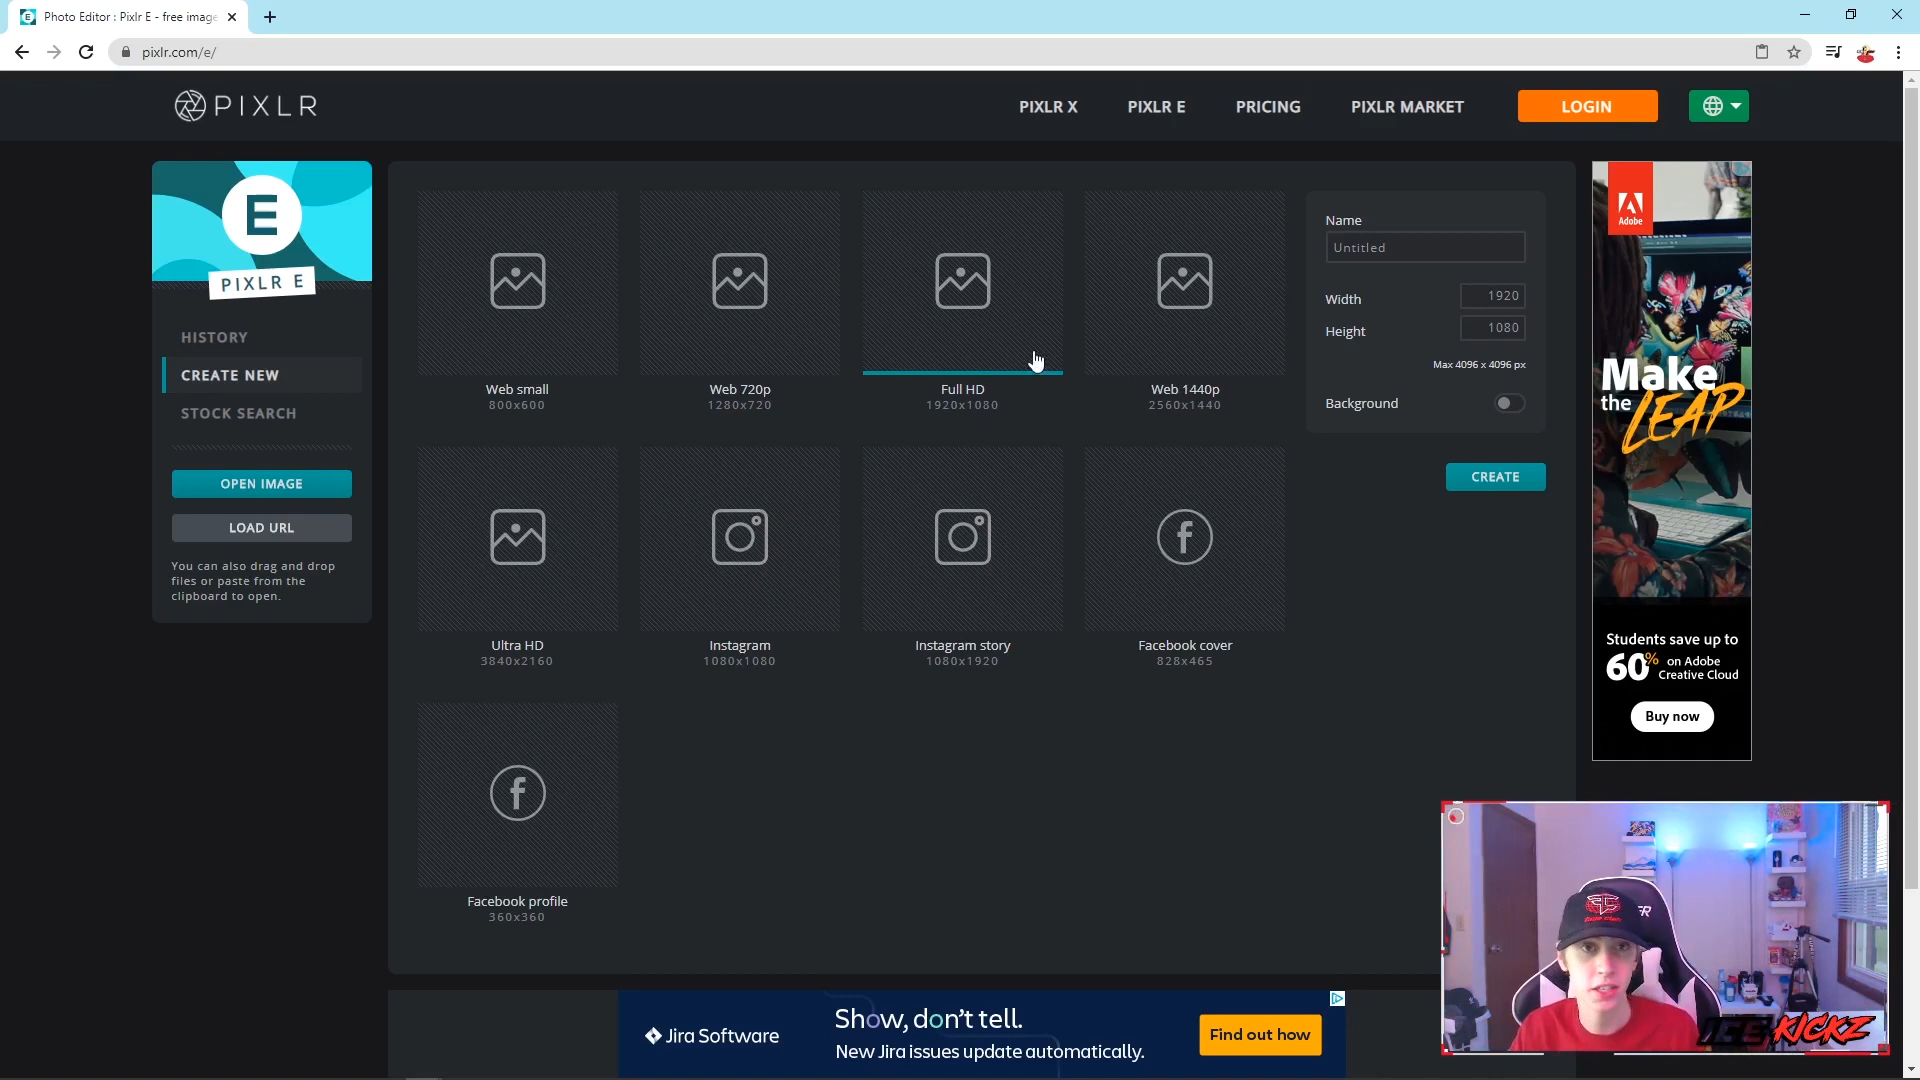 Photo Editor : Pixlr E - free image
pixlr.com/e/
PIXLR
PIXLR X
PIXLR E
PRICING
PIXLR MARKET
LOGIN
E
PIXLR E
HISTORY
CREATE NEW
STOCK SEARCH
OPEN IMAGE
LOAD URL
You can also drag and drop
files or paste from the
clipboard to open.
Web small
800x600
Web 720p
1280x720
Full HD
1920x1080
Web 1440p
2560x1440
Ultra HD
3840x2160
Instagram
1080x1080
Instagram story
1080x1920
Facebook cover
828x465
Facebook profile
360x360
Name
Untitled
Width
1920
Height
1080
Max 4096 x 4096 px
Background
CREATE
Adobe
Make
the LEAP
Students save up to
60% on Adobe
Creative Cloud
Buy now
Jira Software
Show, don't tell.
New Jira issues update automatically.
Find out how
ICE KICKZ